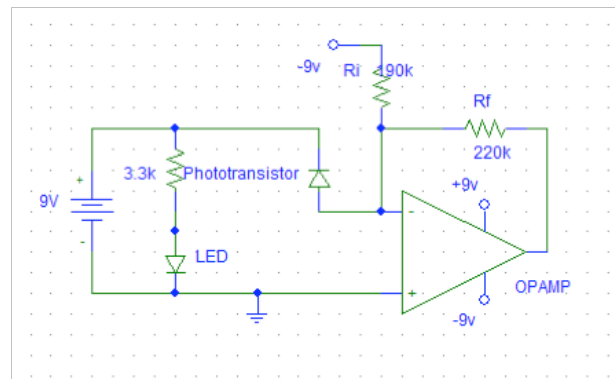 -9v
Ri
190k
Rf
220k
3.3k
Phototransistor
+
9V
-
LED
+9v
-
+
OPAMP
-9v